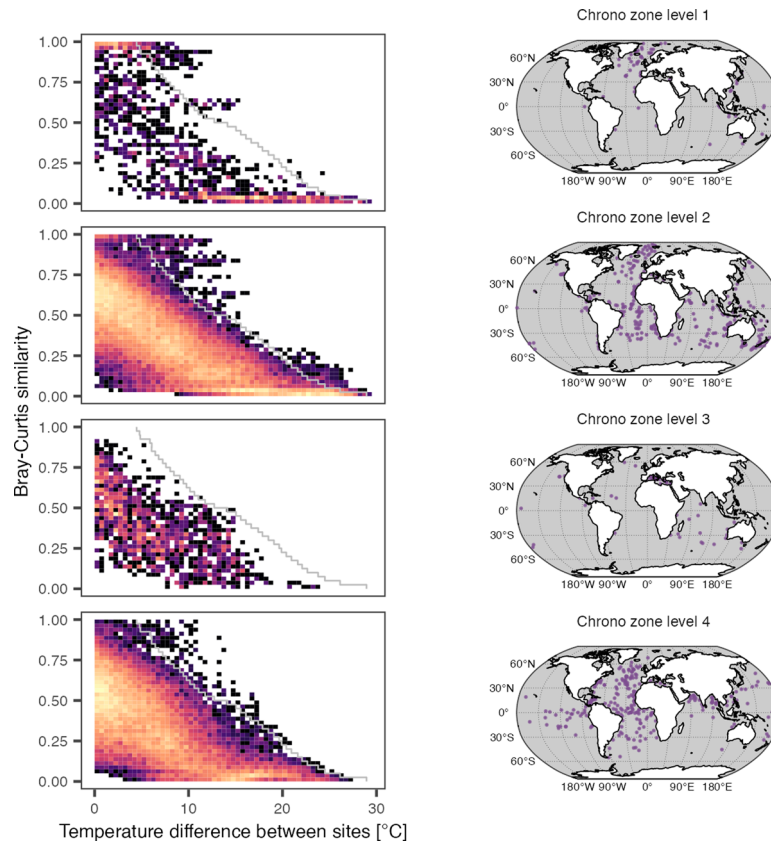 Chrono zone level 1
1.00
0.75
0.50
0.25
0.00
60°N
30°N
0°
30°S
60°S
180°W 90°W 0° 90°E 180°E
Chrono zone level 2
1.00
0.75
0.50
0.25
0.00
60°N
30°N
0°
30°S
60°S
180°W 90°W 0° 90°E 180°E
Bray-Curtis similarity
Chrono zone level 3
1.00
0.75
0.50
0.25
0.00
60°N
30°N
0°
30°S
60°S
180°W 90°W 0° 90°E 180°E
Chrono zone level 4
1.00
0.75
0.50
0.25
0.00
60°N
30°N
0°
30°S
60°S
180°W 90°W 0° 90°E 180°E
0 10 20 30
Temperature difference between sites [°C]